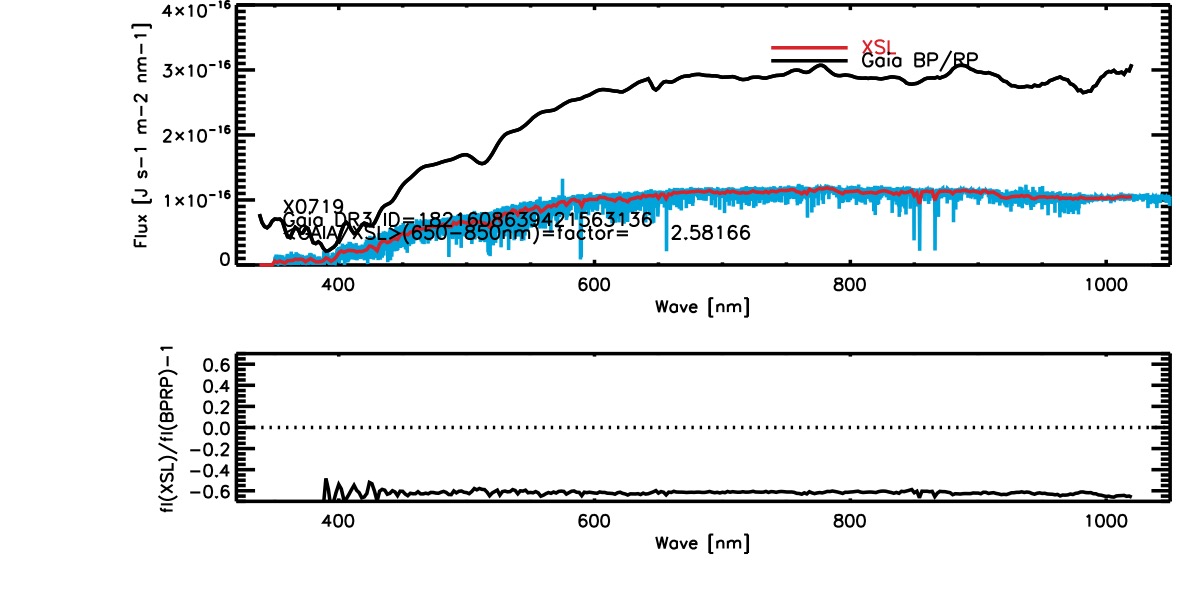 4×10−16
3×10−16
2×10−16
1×10−16
0
Flux [J s−1 m−2 nm−1]
XSL
Gaia BP/RP
X0719
Gaia DR3 ID=1821608639421563136
XSL>(650−850nm)=factor= 2.58166
400 600 800 1000
Wave [nm]
0.6
0.4
0.2
0.0
−0.2
−0.4
−0.6
fl(XSL)/fl(BPRP)−1
400 600 800 1000
Wave [nm]